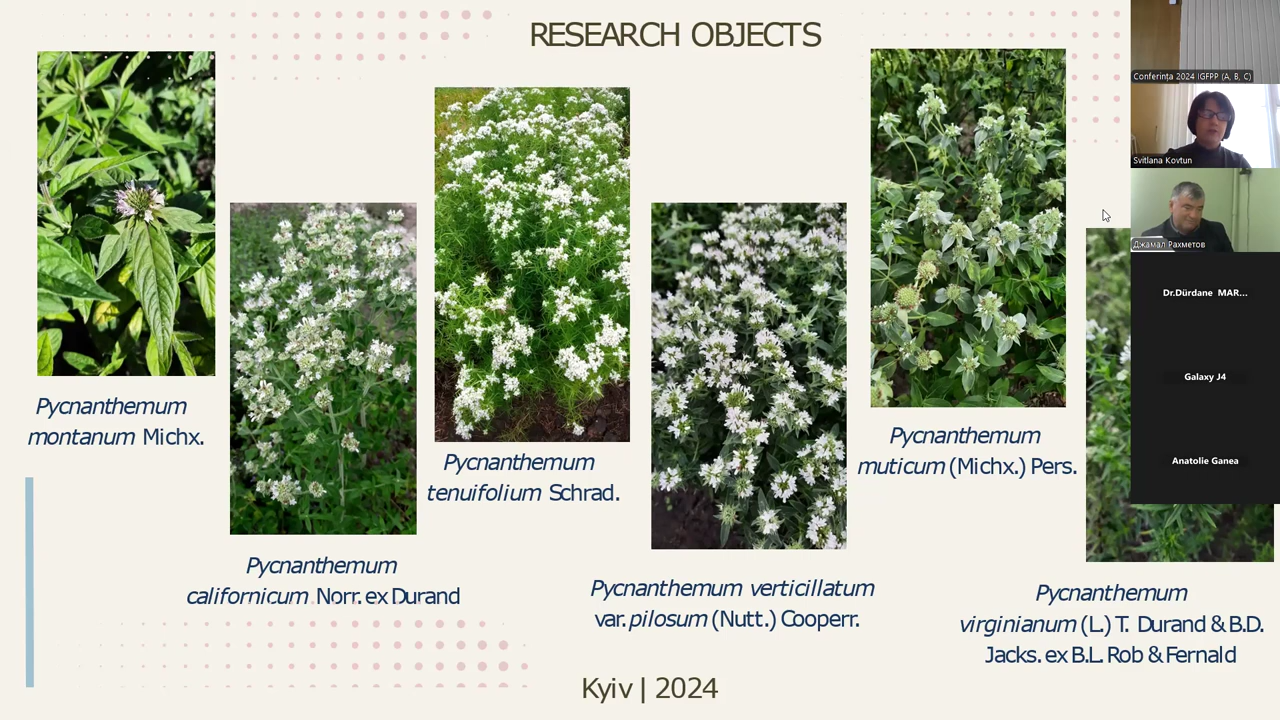 RESEARCH OBJECTS
Pycnanthemum
montanum Michx.
Pycnanthemum
californicum Norr. ex Durand
Pycnanthemum
tenuifolium Schrad.
Pycnanthemum verticillatum
var. pilosum (Nutt.) Cooperr.
Pycnanthemum
muticum (Michx.) Pers.
Pycnanthemum
virginianum (L.) T. Durand & B.D.
Jacks. ex B.L. Rob & Fernald
Kyiv | 2024
Conferința 2024 IGFPP (A, B, C)
Svitlana Kovtun
Джамал Рахметов
Dr.Dürdane MAR...
Galaxy J4
Anatolie Ganea